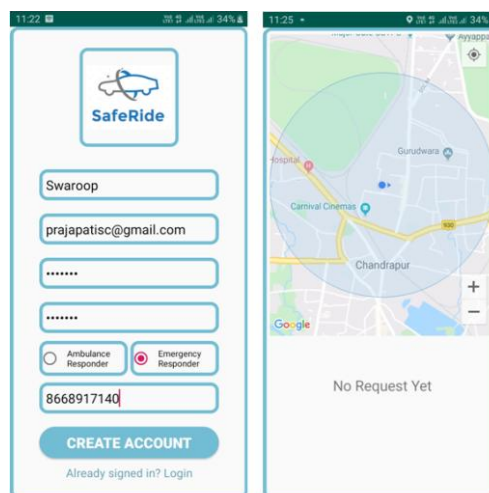 11:22
34%
SafeRide
Swaroop
prajapatisc@gmail.com
•••••••
•••••••
Ambulance
Responder
Emergency
Responder
8668917140
CREATE ACCOUNT
Already signed in? Login
11:25
34%
Ayyappa
Gurudwara
Hospital
Carnival Cinemas
930
Chandrapur
+
−
Google
No Request Yet